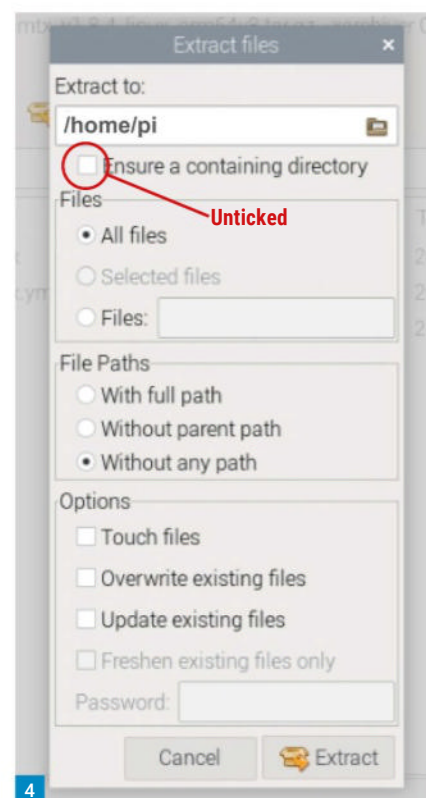 Extract files
Extract to:
/home/pi
Ensure a containing directory
Files
Unticked
All files
Selected files
Files:
File Paths
With full path
Without parent path
Without any path
Options
Touch files
Overwrite existing files
Update existing files
Freshen existing files only
Password:
Cancel Extract
4